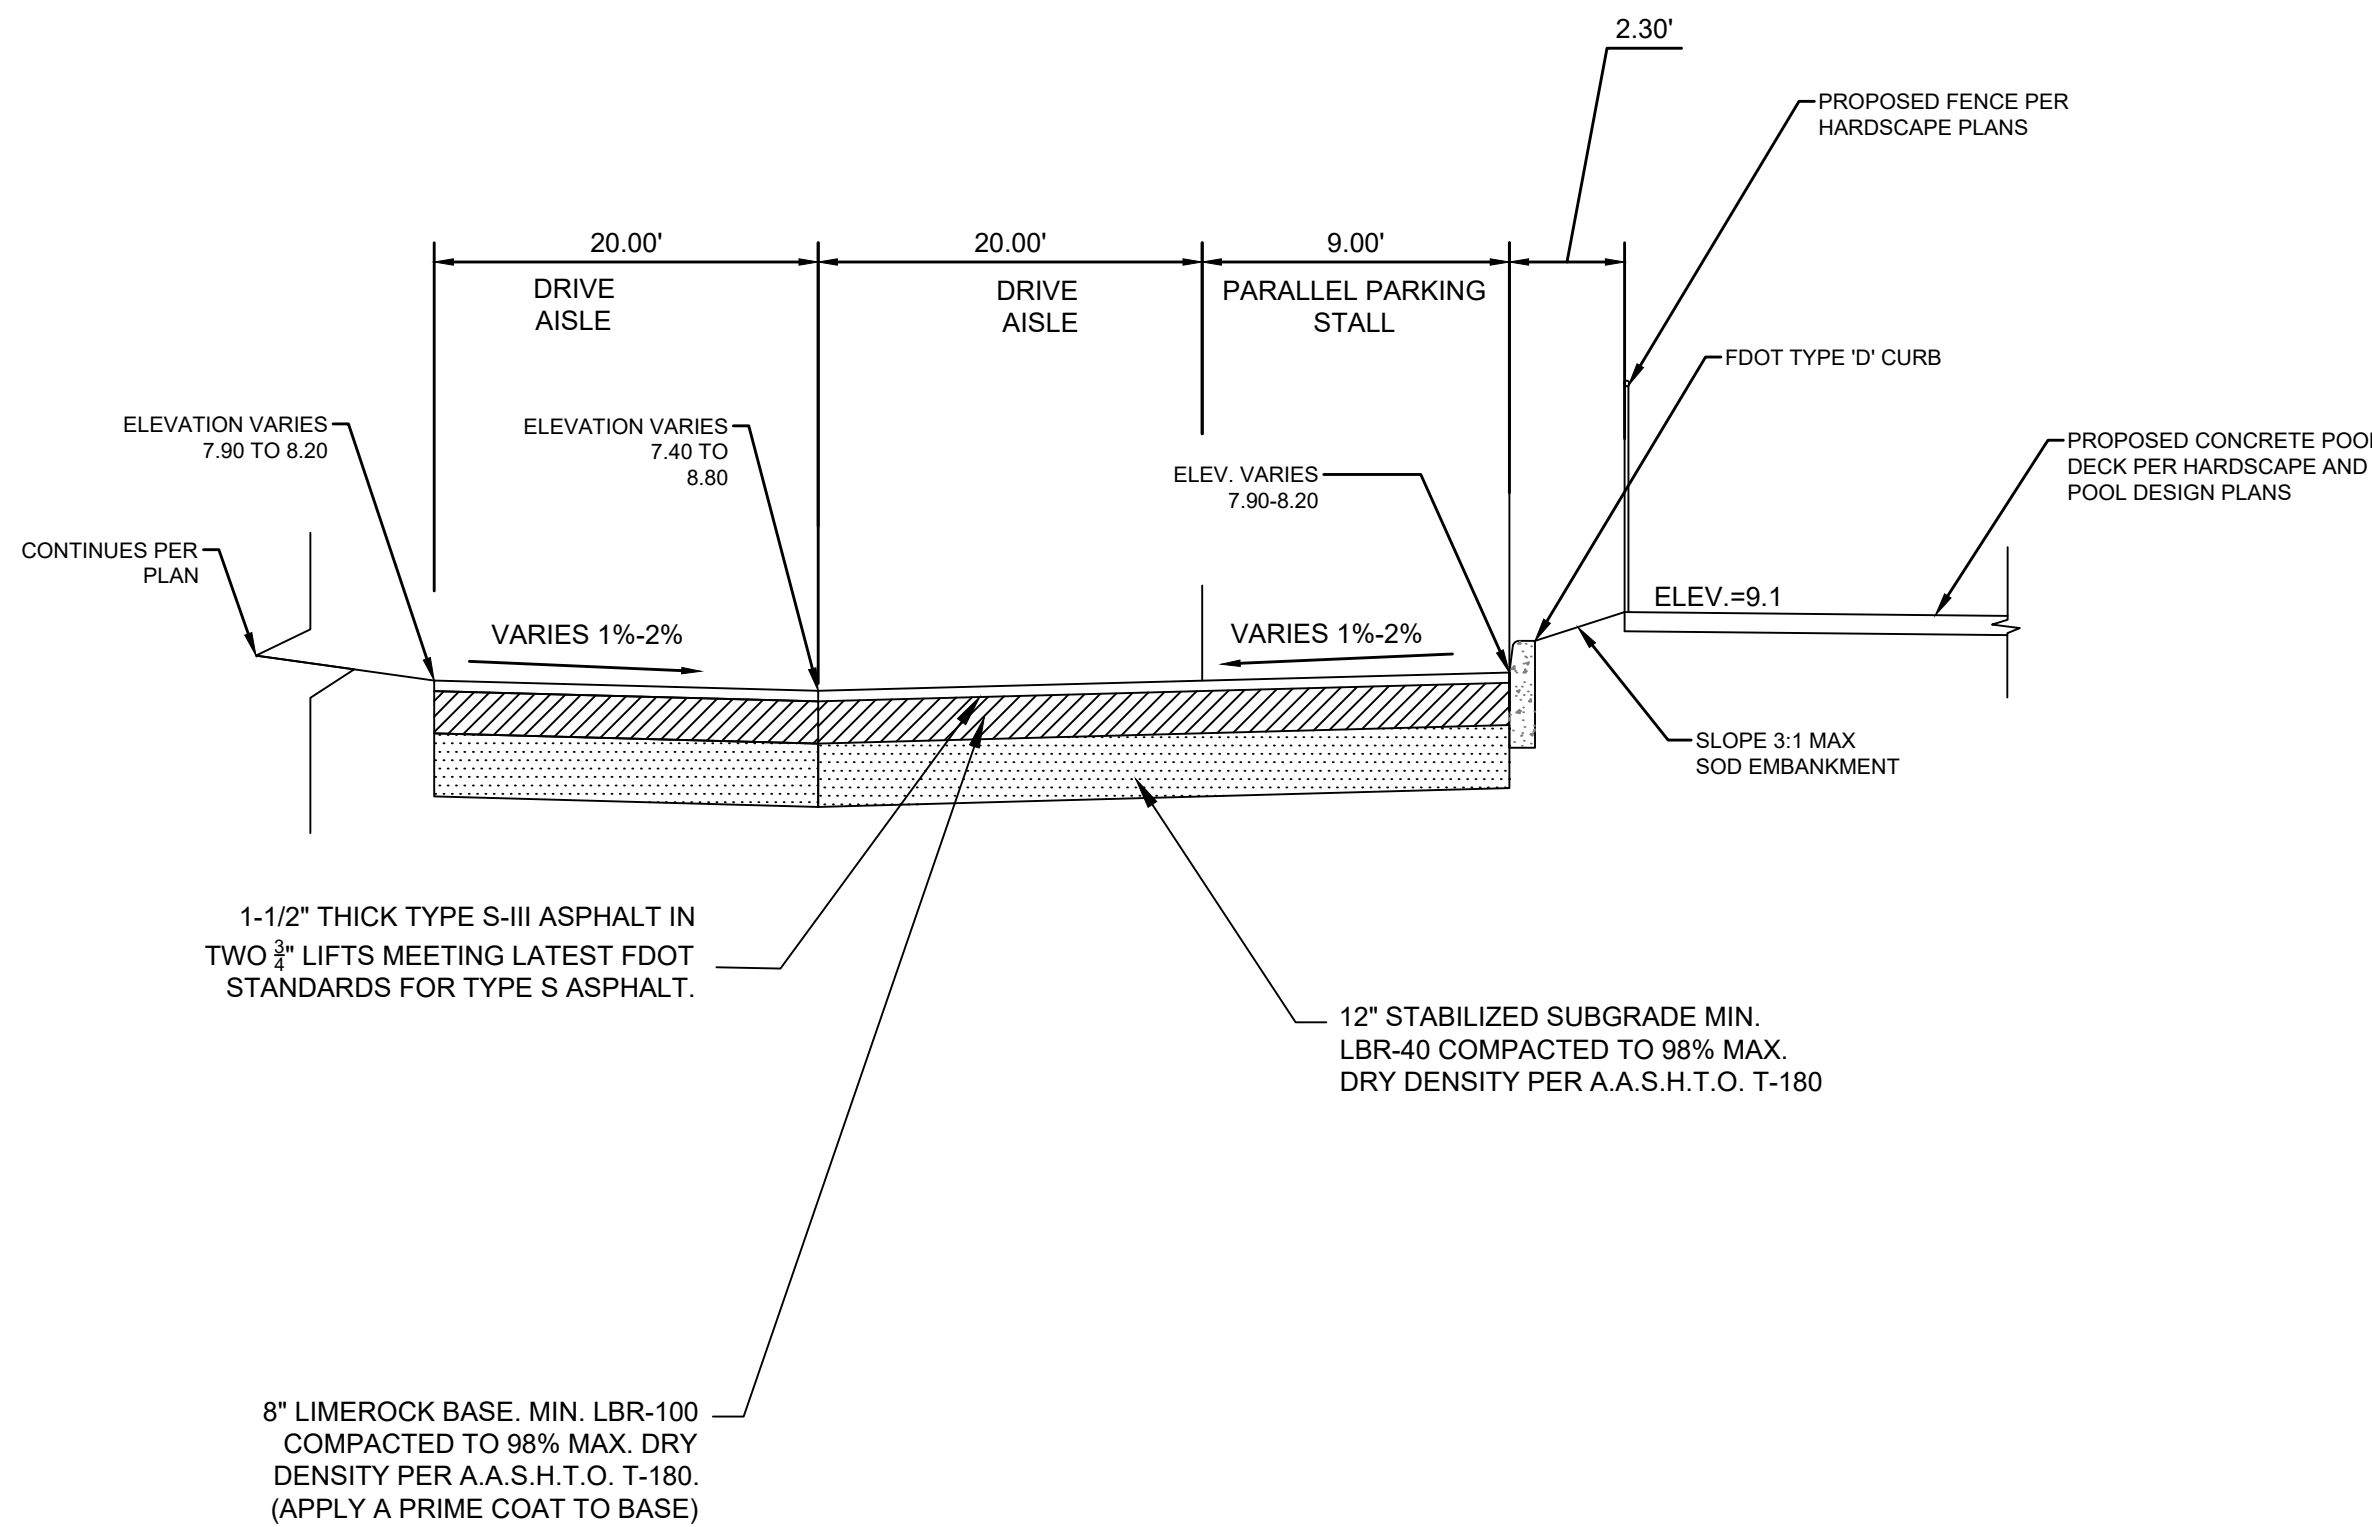 2.30'
PROPOSED FENCE PER
HARDSCAPE PLANS
20.00'
20.00'
9.00'
DRIVE
AISLE
DRIVE
AISLE
PARALLEL PARKING
STALL
FDOT TYPE 'D' CURB
ELEVATION VARIES
7.90 TO 8.20
ELEVATION VARIES
7.40 TO
8.80
ELEV. VARIES
7.90-8.20
PROPOSED CONCRETE POOL
DECK PER HARDSCAPE AND
POOL DESIGN PLANS
CONTINUES PER
PLAN
ELEV.=9.1
VARIES 1%-2%
VARIES 1%-2%
SLOPE 3:1 MAX
SOD EMBANKMENT
1-1/2" THICK TYPE S-III ASPHALT IN
TWO 3/4" LIFTS MEETING LATEST FDOT
STANDARDS FOR TYPE S ASPHALT.
12" STABILIZED SUBGRADE MIN.
LBR-40 COMPACTED TO 98% MAX.
DRY DENSITY PER A.A.S.H.T.O. T-180
8" LIMEROCK BASE. MIN. LBR-100
COMPACTED TO 98% MAX. DRY
DENSITY PER A.A.S.H.T.O. T-180.
(APPLY A PRIME COAT TO BASE)